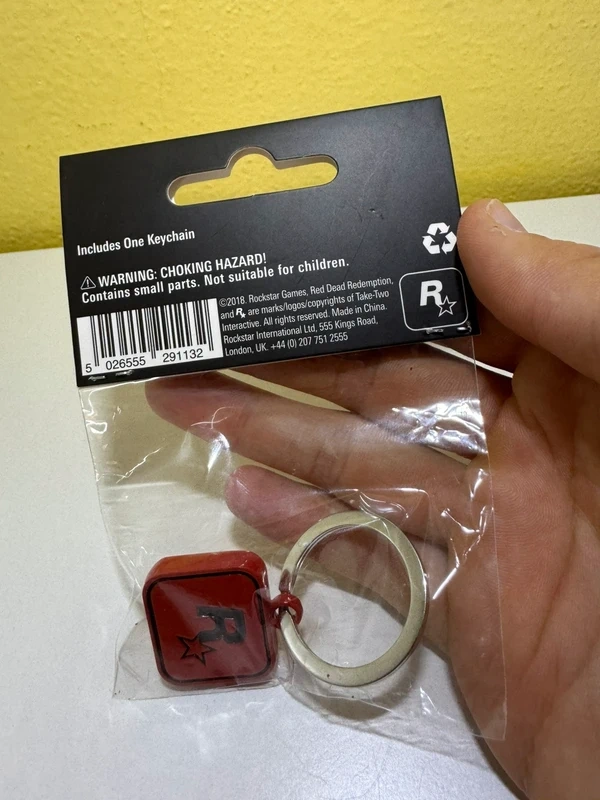 Includes One Keychain
⚠ WARNING: CHOKING HAZARD!
Contains small parts. Not suitable for children.
©2018. Rockstar Games, Red Dead Redemption,
and R★ are marks/logos/copyrights of Take-Two
Interactive. All rights reserved. Made in China.
Rockstar International Ltd, 555 Kings Road,
London, UK. +44 (0) 207 751 2555
5 026555 291132
R
R